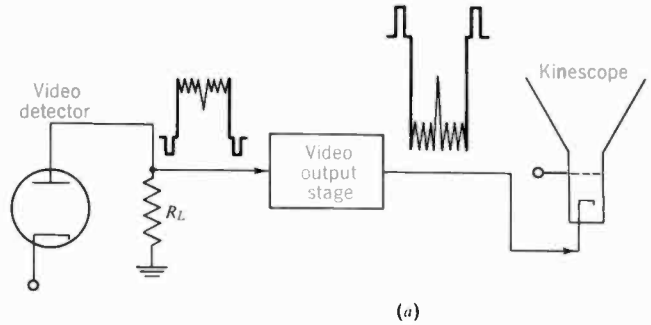 Video
detector
R_L
Video
output
stage
Kinescope
(a)